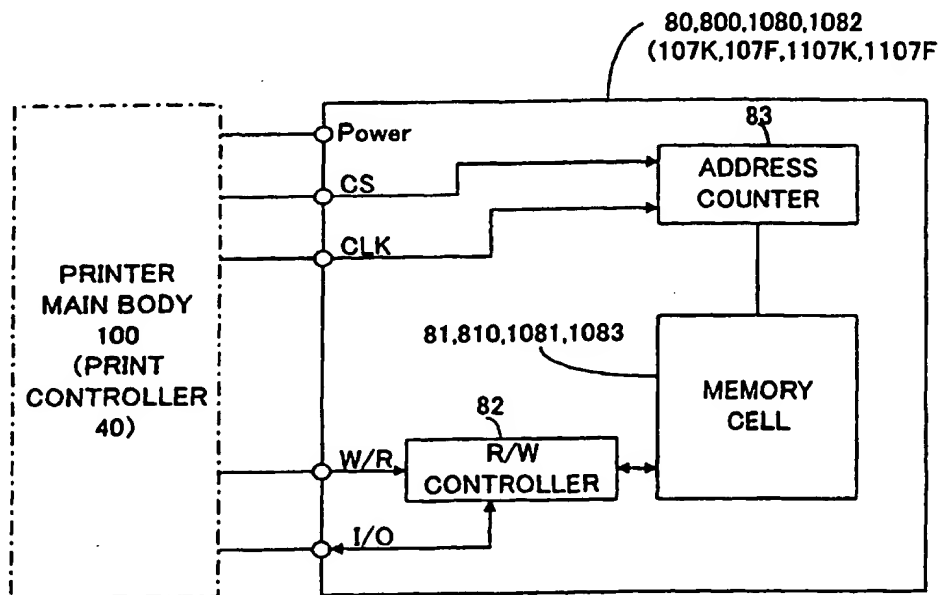 80,800,1080,1082
(107K,107F,1107K,1107F
Power
83
ADDRESS
COUNTER
CS
CLK
PRINTER
MAIN BODY
100
(PRINT
CONTROLLER
40)
81,810,1081,1083
MEMORY
CELL
82
W/R
R/W
CONTROLLER
I/O